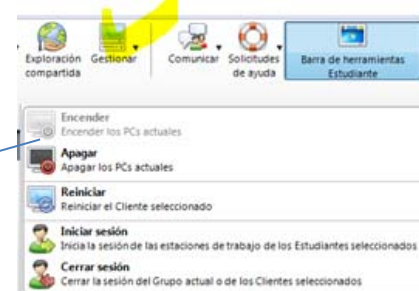 Exploración compartida
Gestionar
Comunicar
Solicitudes de ayuda
Barra de herramientas Estudiante
Encender
Encender los PCs actuales
Apagar
Apagar los PCs actuales
Reiniciar
Reiniciar el Cliente seleccionado
Iniciar sesión
Inicia la sesión de las estaciones de trabajo de los Estudiantes seleccionados
Cerrar sesión
Cerrar la sesión del Grupo actual o de los Clientes seleccionados